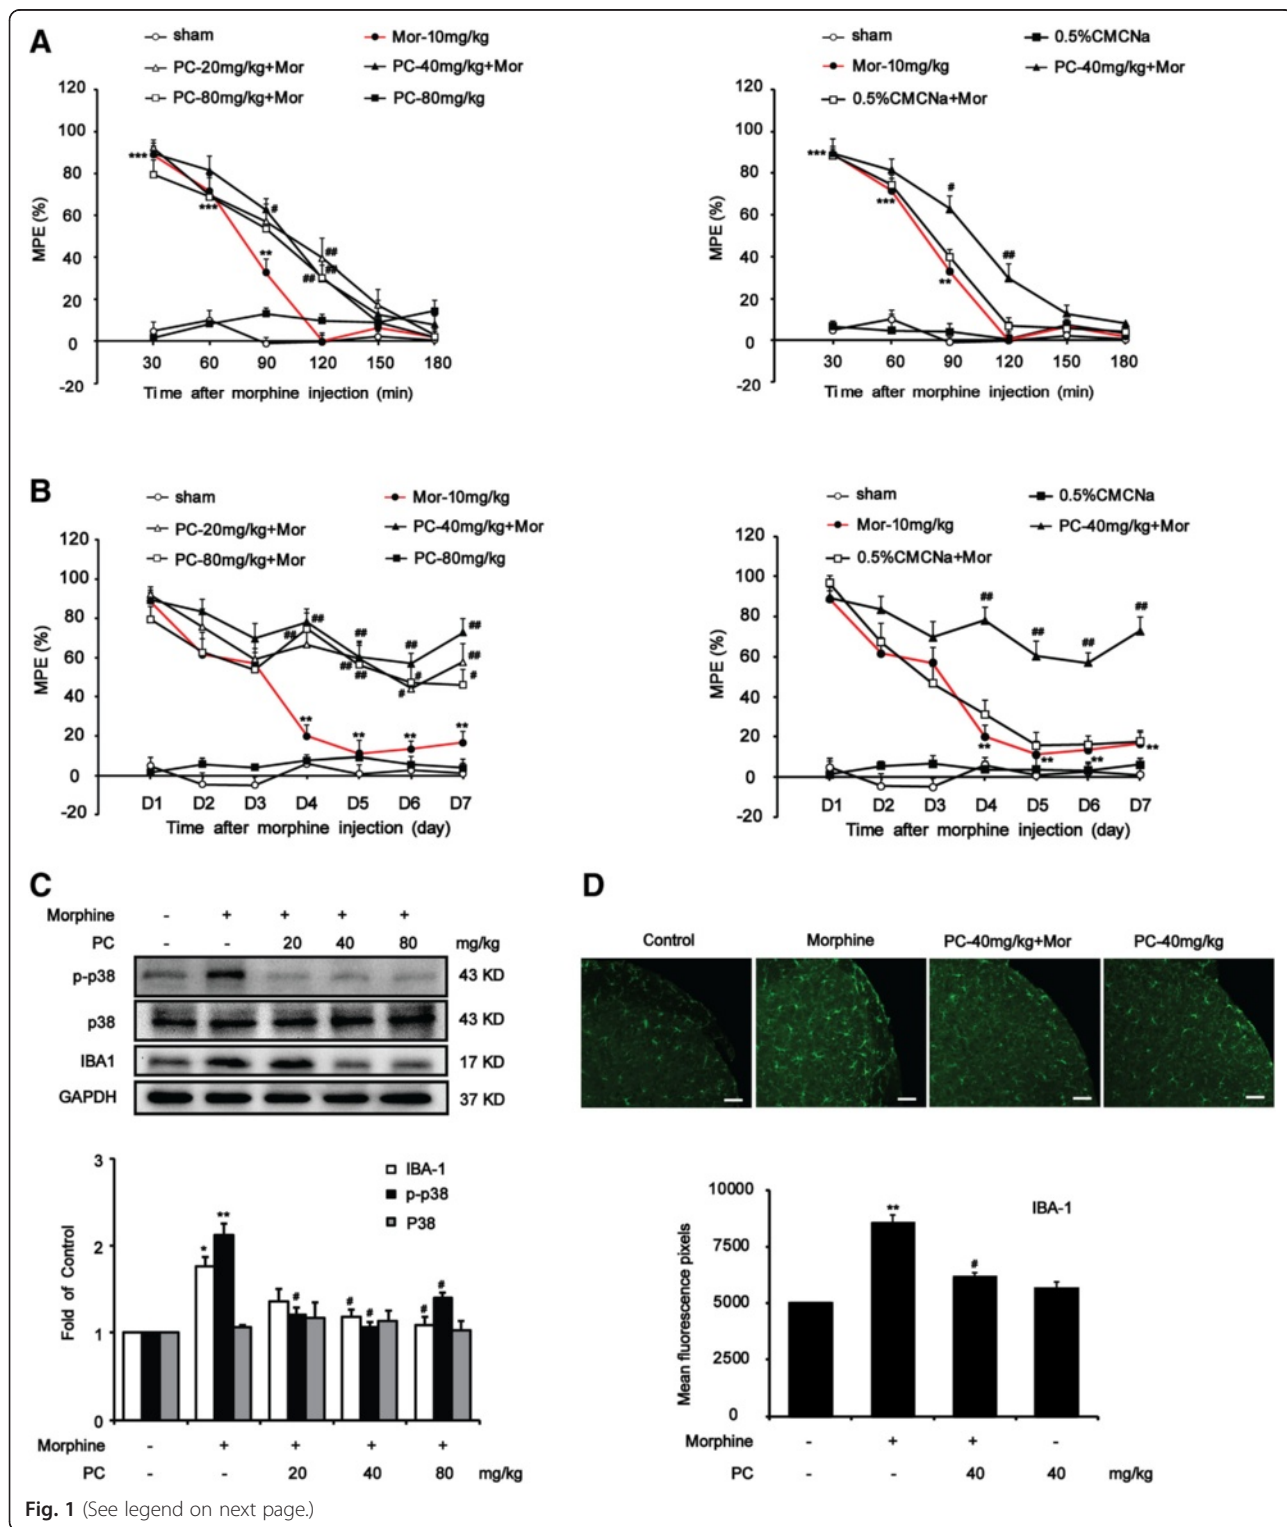 A
sham
Mor-10mg/kg
PC-20mg/kg+Mor
PC-40mg/kg+Mor
PC-80mg/kg+Mor
PC-80mg/kg
120
100
80
60
40
20
0
-20
MPE (%)
***
***
**
#
##
##
##
30 60 90 120 150 180
Time after morphine injection (min)
sham
0.5%CMCNa
Mor-10mg/kg
PC-40mg/kg+Mor
0.5%CMCNa+Mor
120
100
80
60
40
20
0
-20
MPE (%)
***
***
**
#
##
30 60 90 120 150 180
Time after morphine injection (min)
B
sham
Mor-10mg/kg
PC-20mg/kg+Mor
PC-40mg/kg+Mor
PC-80mg/kg+Mor
PC-80mg/kg
120
100
80
60
40
20
0
-20
MPE (%)
##
##
##
##
##
##
#
#
##
##
#
**
**
**
**
D1 D2 D3 D4 D5 D6 D7
Time after morphine injection (day)
sham
0.5%CMCNa
Mor-10mg/kg
PC-40mg/kg+Mor
0.5%CMCNa+Mor
120
100
80
60
40
20
0
-20
MPE (%)
##
##
##
##
**
**
**
**
D1 D2 D3 D4 D5 D6 D7
Time after morphine injection (day)
C
Morphine - + + + +
PC - - 20 40 80 mg/kg
p-p38 43 KD
p38 43 KD
IBA1 17 KD
GAPDH 37 KD
3
2
1
0
Fold of Control
IBA-1
p-p38
P38
*
**
#
#
#
#
#
Morphine - + + + +
PC - - 20 40 80 mg/kg
D
Control
Morphine
PC-40mg/kg+Mor
PC-40mg/kg
10000
7500
5000
2500
0
Mean fluorescence pixels
IBA-1
**
#
Morphine - + + -
PC - - 40 40 mg/kg
Fig. 1 (See legend on next page.)